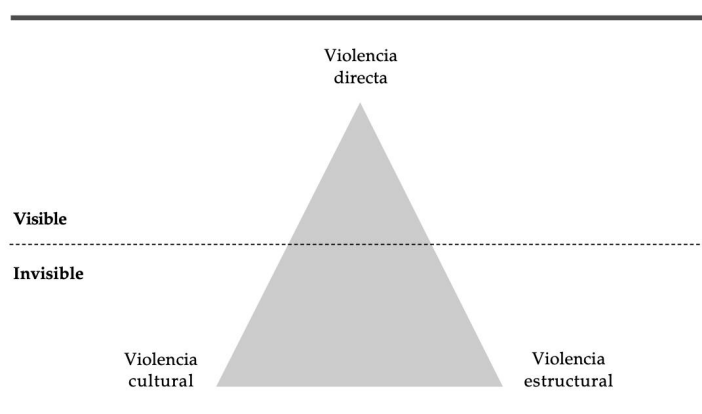 Violencia
directa
Visible
Invisible
Violencia
cultural
Violencia
estructural